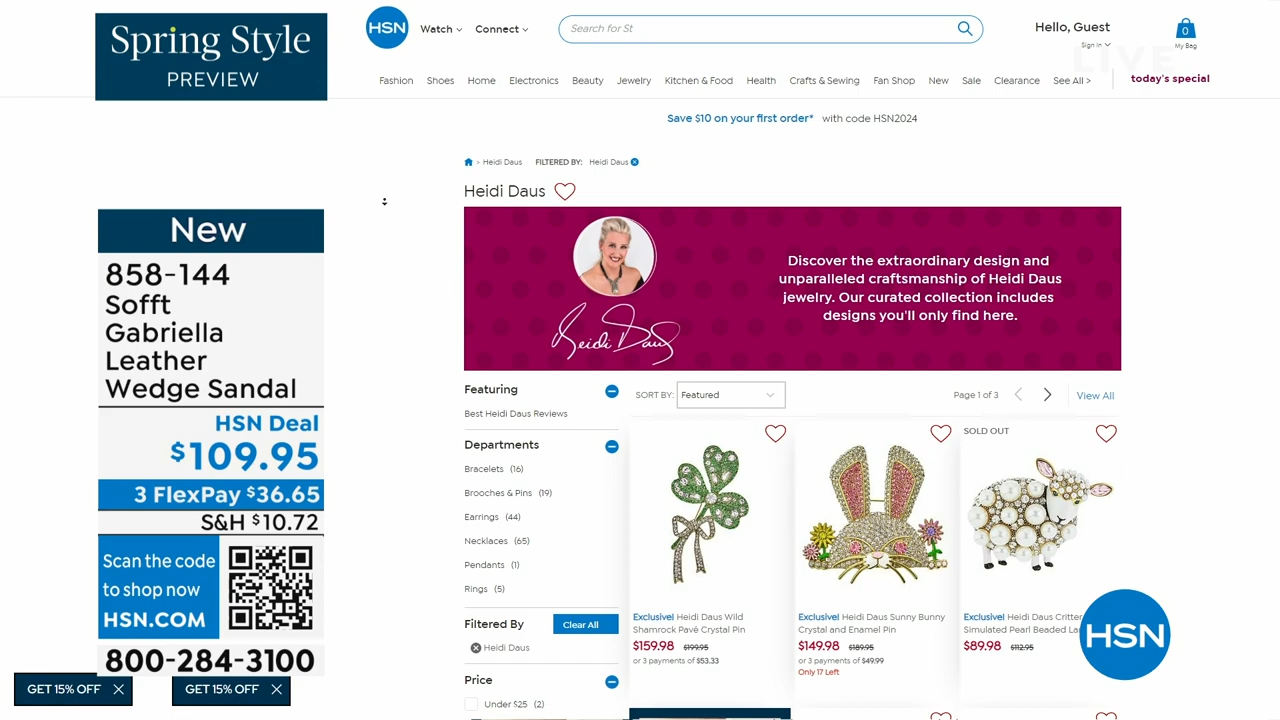 Spring Style
PREVIEW
HSN
Watch
Connect
Search for St
Hello, Guest
Sign In
0
My Bag
LIVE
Fashion
Shoes
Home
Electronics
Beauty
Jewelry
Kitchen & Food
Health
Crafts & Sewing
Fan Shop
New
Sale
Clearance
See All >
today's special
Save $10 on your first order* with code HSN2024
> Heidi Daus FILTERED BY: Heidi Daus
Heidi Daus
Heidi Daus
Discover the extraordinary design and
unparalleled craftsmanship of Heidi Daus
jewelry. Our curated collection includes
designs you'll only find here.
New
858-144
Sofft
Gabriella
Leather
Wedge Sandal
HSN Deal
$109.95
3 FlexPay $36.65
S&H $10.72
Scan the code
to shop now
HSN.COM
800-284-3100
GET 15% OFF
GET 15% OFF
Featuring
Best Heidi Daus Reviews
Departments
Bracelets (16)
Brooches & Pins (19)
Earrings (44)
Necklaces (65)
Pendants (1)
Rings (5)
Filtered By
Clear All
Heidi Daus
Price
Under $25 (2)
SORT BY: Featured
Page 1 of 3
View All
Exclusive! Heidi Daus Wild
Shamrock Pavé Crystal Pin
$159.98 $199.95
or 3 payments of $53.33
Exclusive! Heidi Daus Sunny Bunny
Crystal and Enamel Pin
$149.98 $189.95
or 3 payments of $49.99
Only 17 Left
SOLD OUT
Exclusive! Heidi Daus Critter
Simulated Pearl Beaded
$89.98 $112.95
HSN